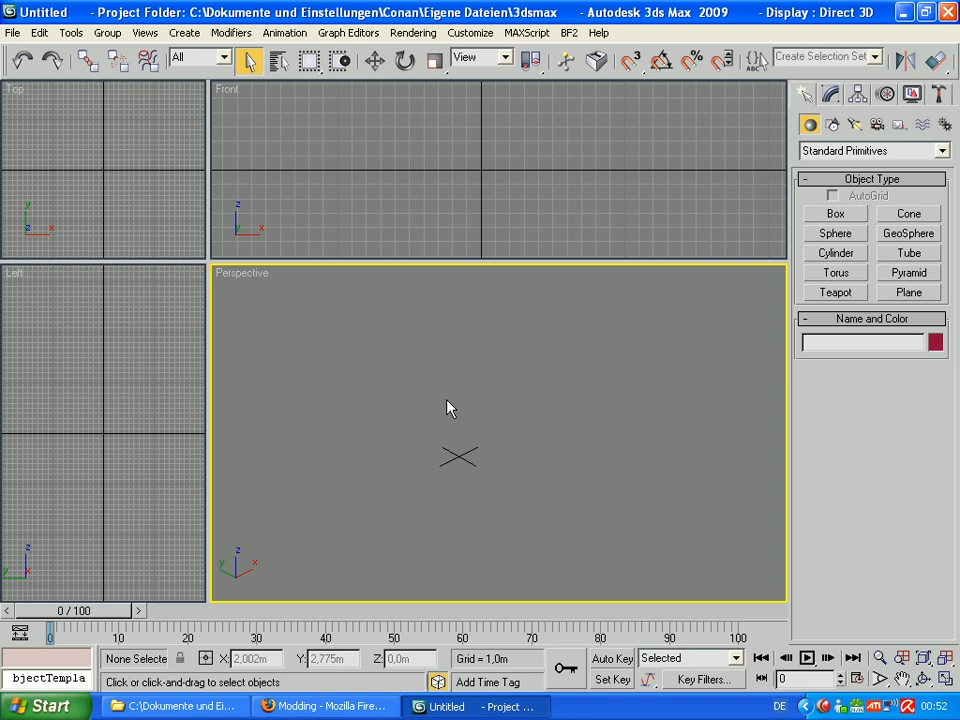 Untitled - Project Folder: C:\Dokumente und Einstellungen\Conan\Eigene Dateien\3dsmax - Autodesk 3ds Max 2009 - Display : Direct 3D
File Edit Tools Group Views Create Modifiers Animation Graph Editors Rendering Customize MAXScript BF2 Help
All View Create Selection Set
Top Front
Standard Primitives
- Object Type
AutoGrid
Box Cone
Sphere GeoSphere
Cylinder Tube
Torus Pyramid
Teapot Plane
- Name and Color
y z x z y x
Left Perspective
z y x z y x
< 0 / 100 >
0 10 20 30 40 50 60 70 80 90 100
None Selecte X: 2,002m Y: 2,775m Z: 0,0m Grid = 1,0m Auto Key Selected
bjectTempla Click or click-and-drag to select objects Add Time Tag Set Key Key Filters... 0
Start C:\Dokumente und Ei... Modding - Mozilla Fire... Untitled - Project ... DE ATI 00:52